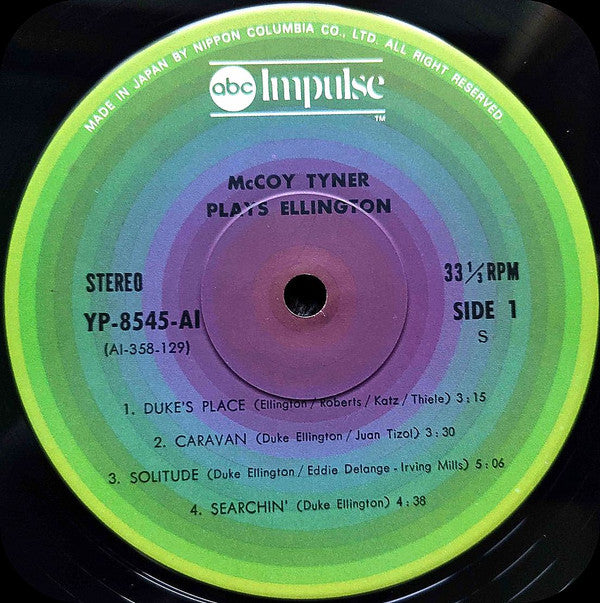 MADE IN JAPAN BY NIPPON COLUMBIA CO., LTD. ALL RIGHT RESERVED
abc Impulse
TM
McCOY TYNER
PLAYS ELLINGTON
STEREO
33 1/3 RPM
YP-8545-AI
SIDE 1
(AI-358-129)
S
1. DUKE'S PLACE (Ellington/Roberts/Katz/Thiele) 3:15
2. CARAVAN (Duke Ellington/Juan Tizol) 3:30
3. SOLITUDE (Duke Ellington/Eddie Delange-Irving Mills) 5:06
4. SEARCHIN' (Duke Ellington) 4:38